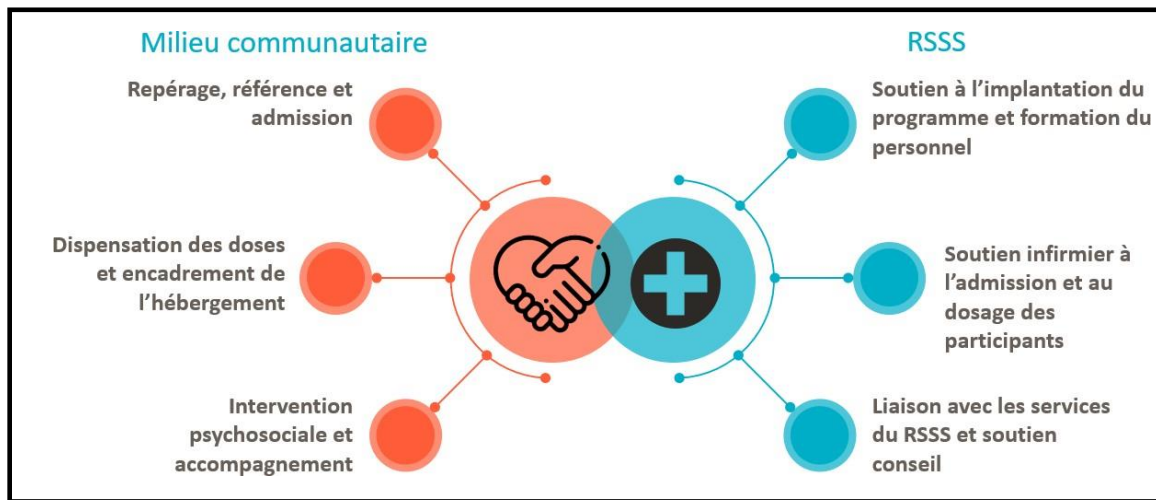 Milieu communautaire
Repérage, référence et
admission
Dispensation des doses
et encadrement de
l’hébergement
Intervention
psychosociale et
accompagnement
RSSS
Soutien à l’implantation du
programme et formation du
personnel
Soutien infirmier à
l’admission et au
dosage des
participants
Liaison avec les services
du RSSS et soutien
conseil